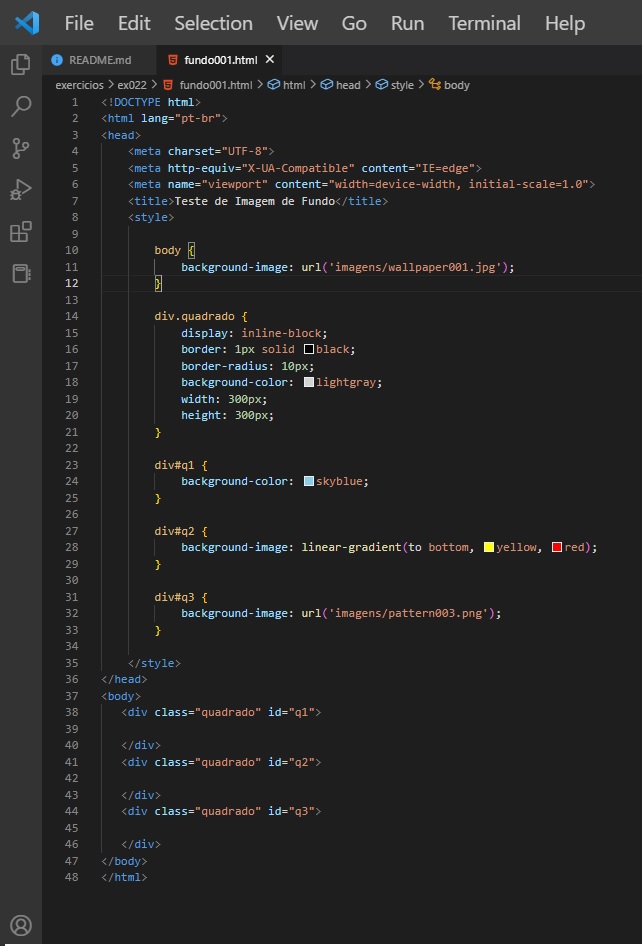 File Edit Selection View Go Run Terminal Help
README.md fundo001.html
exercicios > ex022 > fundo001.html > html > head > style > body
1 <!DOCTYPE html>
2 <html lang="pt-br">
3 <head>
4 <meta charset="UTF-8">
5 <meta http-equiv="X-UA-Compatible" content="IE=edge">
6 <meta name="viewport" content="width=device-width, initial-scale=1.0">
7 <title>Teste de Imagem de Fundo</title>
8 <style>
9
10 body {
11 background-image: url('imagens/wallpaper001.jpg');
12 }
13
14 div.quadrado {
15 display: inline-block;
16 border: 1px solid black;
17 border-radius: 10px;
18 background-color: lightgray;
19 width: 300px;
20 height: 300px;
21 }
22
23 div#q1 {
24 background-color: skyblue;
25 }
26
27 div#q2 {
28 background-image: linear-gradient(to bottom, yellow, red);
29 }
30
31 div#q3 {
32 background-image: url('imagens/pattern003.png');
33 }
34
35 </style>
36 </head>
37 <body>
38 <div class="quadrado" id="q1">
39
40 </div>
41 <div class="quadrado" id="q2">
42
43 </div>
44 <div class="quadrado" id="q3">
45
46 </div>
47 </body>
48 </html>